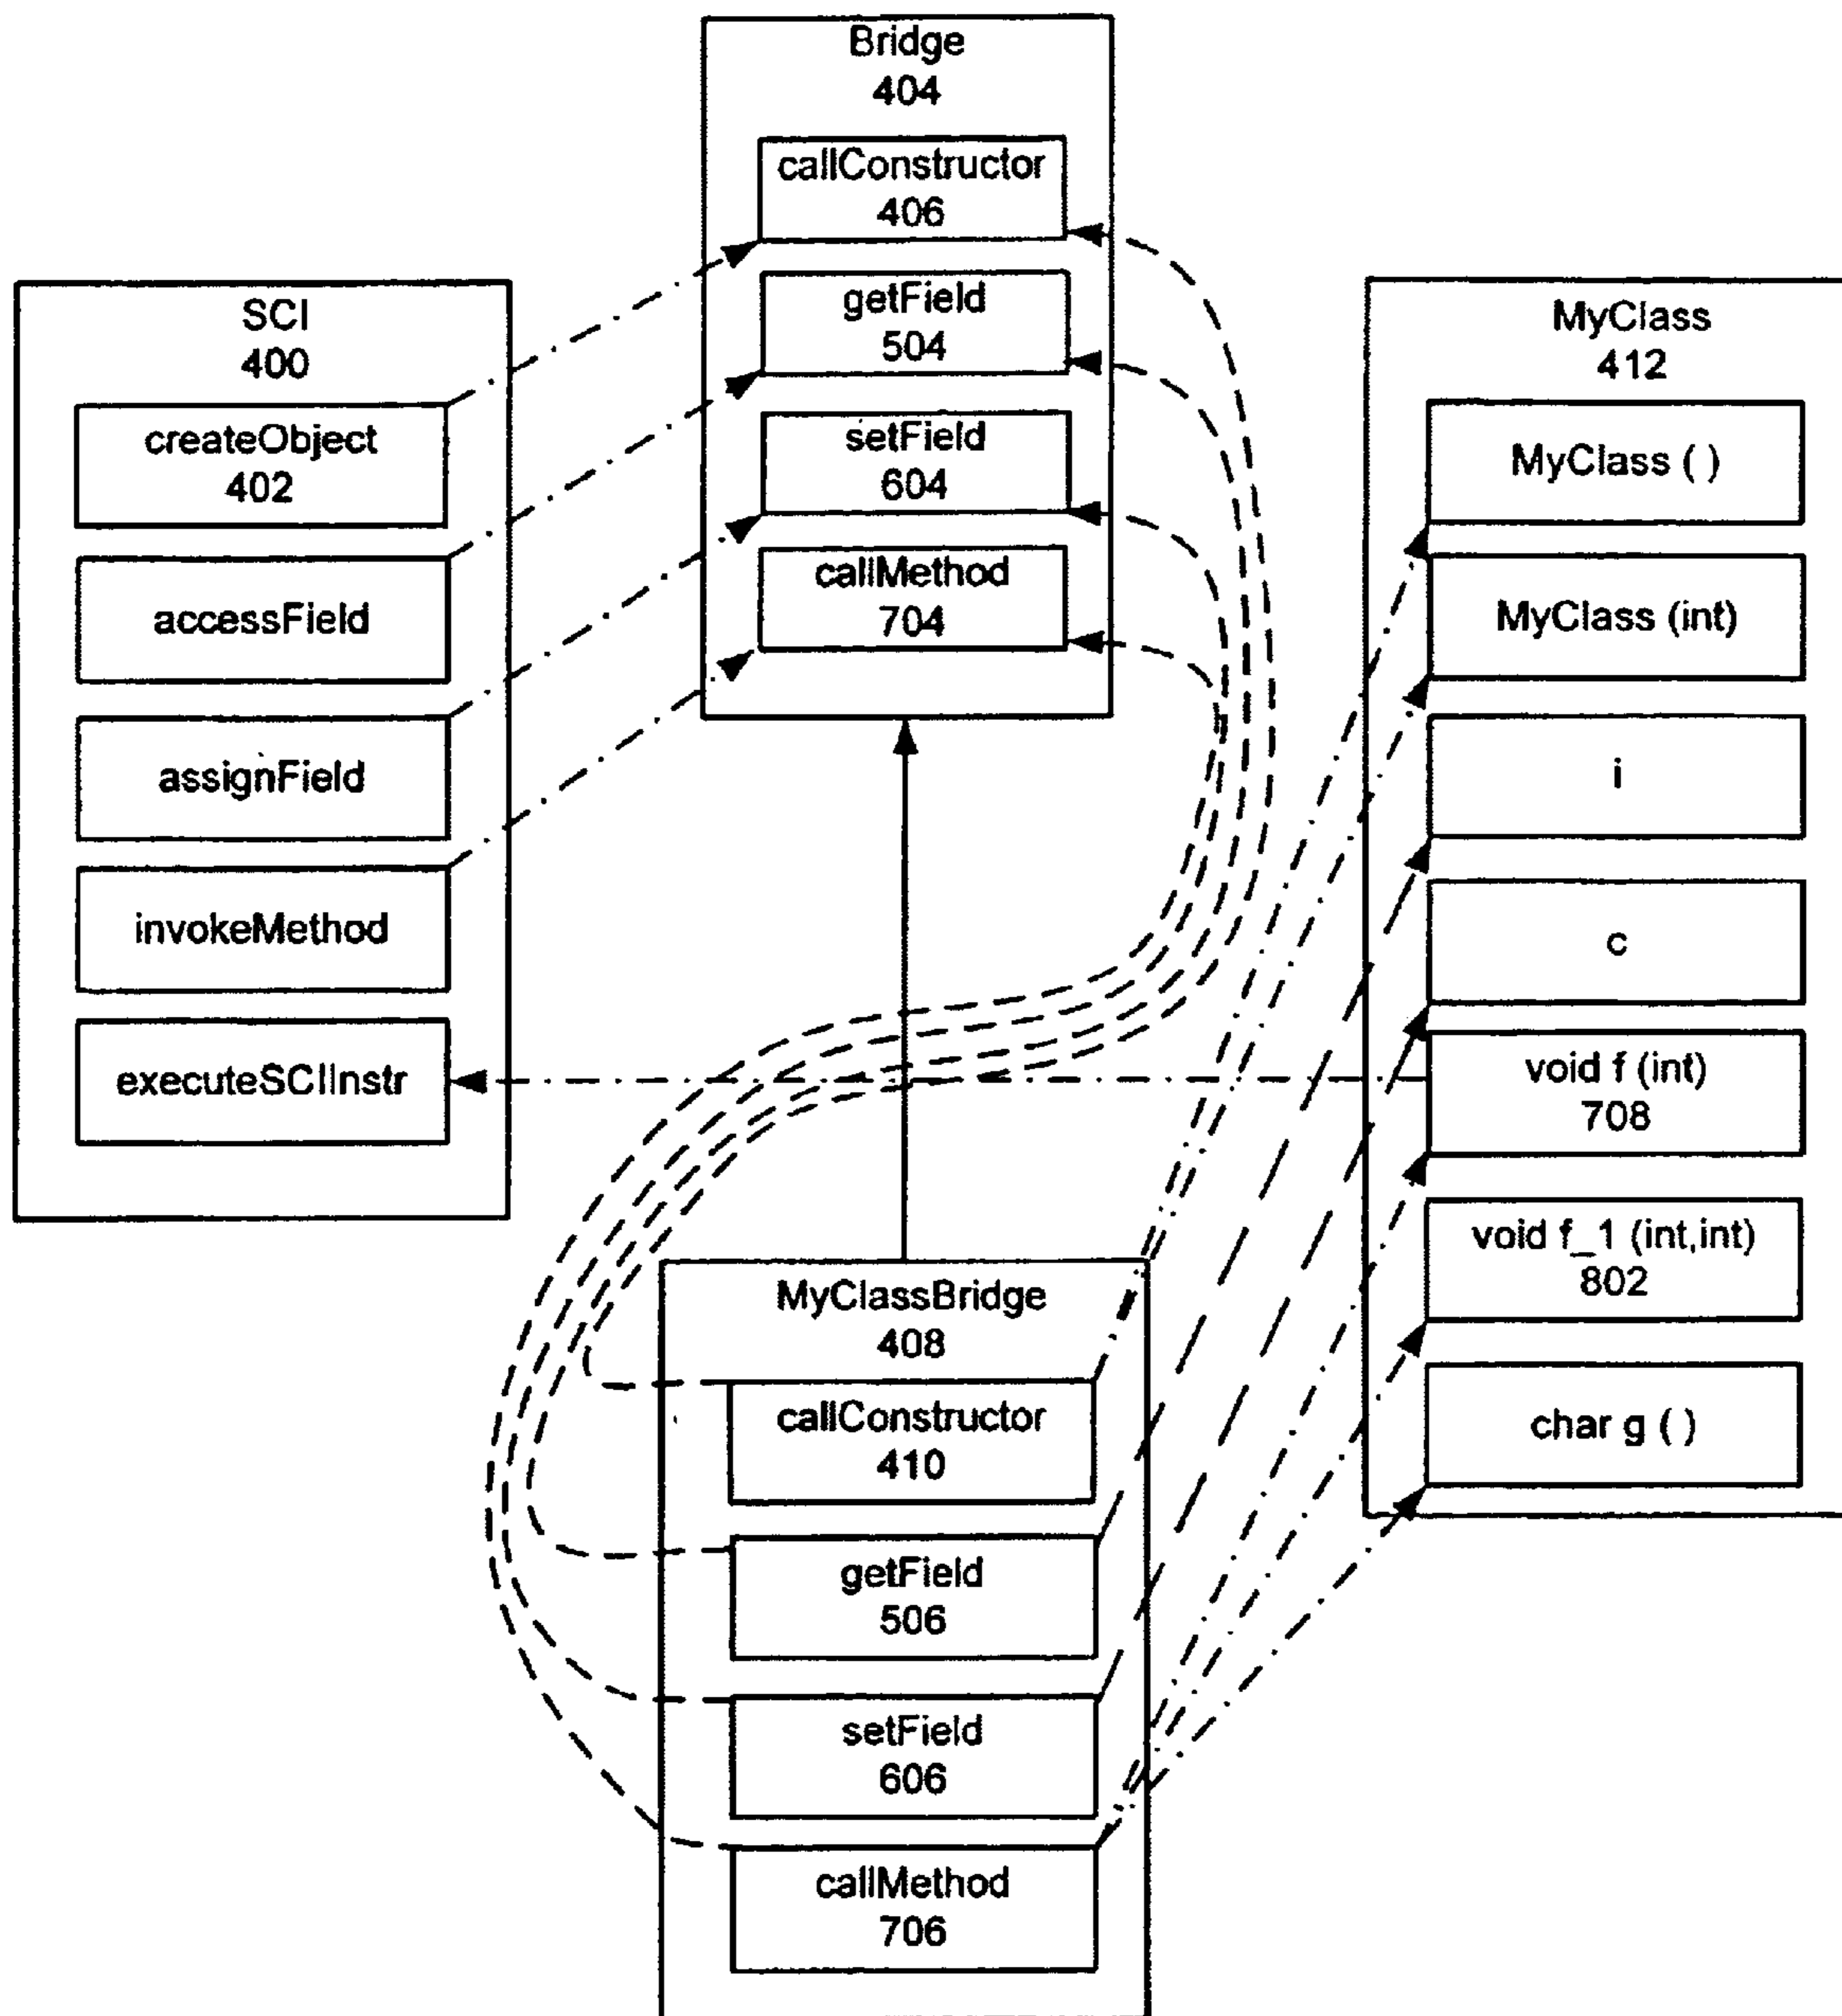 Bridge
404
callConstructor
406
getField
504
setField
604
callMethod
704
SCI
400
createObject
402
accessField
assignField
invokeMethod
executeSCIInstr
MyClass
412
MyClass ( )
MyClass (int)
i
c
void f (int)
708
void f_1 (int,int)
802
char g ( )
MyClassBridge
408
callConstructor
410
getField
506
setField
606
callMethod
706